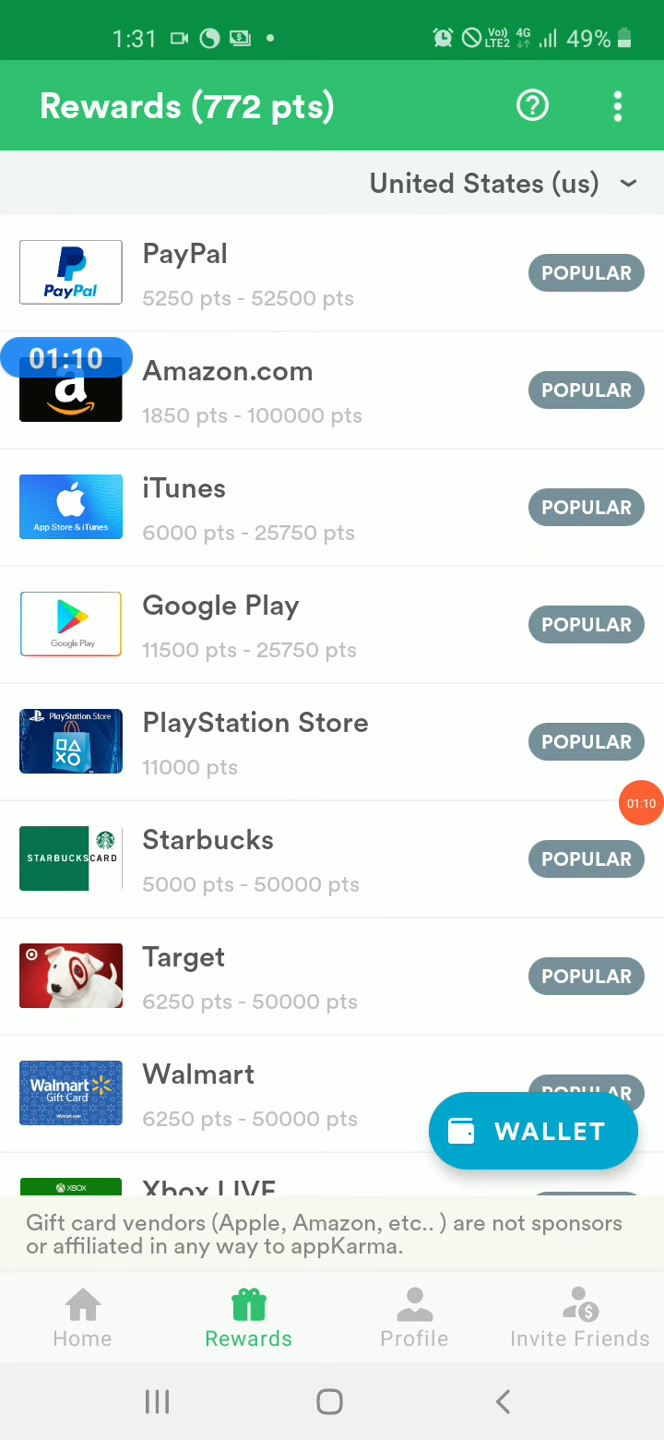 1:31
Vo)) LTE2 4G 49%
Rewards (772 pts)
United States (us)
PayPal
PayPal
5250 pts - 52500 pts
POPULAR
01:10
a
Amazon.com
1850 pts - 100000 pts
POPULAR
App Store & iTunes
iTunes
6000 pts - 25750 pts
POPULAR
Google Play
Google Play
11500 pts - 25750 pts
POPULAR
PlayStation Store
PlayStation Store
11000 pts
POPULAR
01:10
STARBUCKS CARD
Starbucks
5000 pts - 50000 pts
POPULAR
Target
6250 pts - 50000 pts
POPULAR
Walmart
Gift Card
Walmart.com
Walmart
6250 pts - 50000 pts
POPULAR
WALLET
XBOX
Xbox LIVE
Gift card vendors (Apple, Amazon, etc.. ) are not sponsors
or affiliated in any way to appKarma.
Home
Rewards
Profile
Invite Friends